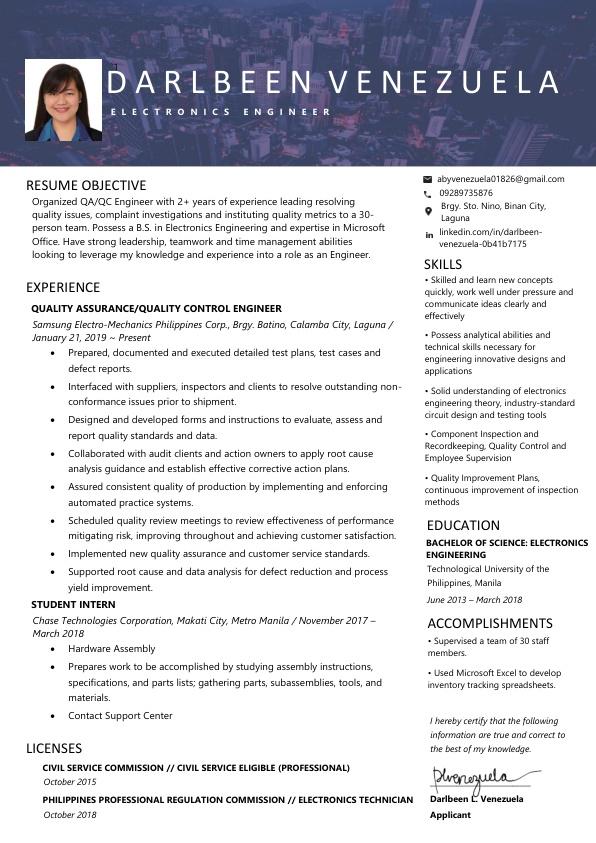 DARLBEEN VENEZUELA
ELECTRONICS ENGINEER
RESUME OBJECTIVE
Organized QA/QC Engineer with 2+ years of experience leading resolving
quality issues, complaint investigations and instituting quality metrics to a 30-
person team. Possess a B.S. in Electronics Engineering and expertise in Microsoft
Office. Have strong leadership, teamwork and time management abilities
looking to leverage my knowledge and experience into a role as an Engineer.
EXPERIENCE
QUALITY ASSURANCE/QUALITY CONTROL ENGINEER
Samsung Electro-Mechanics Philippines Corp., Brgy. Batino, Calamba City, Laguna /
January 21, 2019 ~ Present
• Prepared, documented and executed detailed test plans, test cases and
defect reports.
• Interfaced with suppliers, inspectors and clients to resolve outstanding non-
conformance issues prior to shipment.
• Designed and developed forms and instructions to evaluate, assess and
report quality standards and data.
• Collaborated with audit clients and action owners to apply root cause
analysis guidance and establish effective corrective action plans.
• Assured consistent quality of production by implementing and enforcing
automated practice systems.
• Scheduled quality review meetings to review effectiveness of performance
mitigating risk, improving throughout and achieving customer satisfaction.
• Implemented new quality assurance and customer service standards.
• Supported root cause and data analysis for defect reduction and process
yield improvement.
STUDENT INTERN
Chase Technologies Corporation, Makati City, Metro Manila / November 2017 –
March 2018
• Hardware Assembly
• Prepares work to be accomplished by studying assembly instructions,
specifications, and parts lists; gathering parts, subassemblies, tools, and
materials.
• Contact Support Center
LICENSES
CIVIL SERVICE COMMISSION // CIVIL SERVICE ELIGIBLE (PROFESSIONAL)
October 2015
PHILIPPINES PROFESSIONAL REGULATION COMMISSION // ELECTRONICS TECHNICIAN
October 2018
abyvenezuela01826@gmail.com
09289735876
Brgy. Sto. Nino, Binan City,
Laguna
linkedin.com/in/darlbeen-
venezuela-0b41b7175
SKILLS
• Skilled and learn new concepts
quickly, work well under pressure and
communicate ideas clearly and
effectively
• Possess analytical abilities and
technical skills necessary for
engineering innovative designs and
applications
• Solid understanding of electronics
engineering theory, industry-standard
circuit design and testing tools
• Component Inspection and
Recordkeeping, Quality Control and
Employee Supervision
• Quality Improvement Plans,
continuous improvement of inspection
methods
EDUCATION
BACHELOR OF SCIENCE: ELECTRONICS
ENGINEERING
Technological University of the
Philippines, Manila
June 2013 – March 2018
ACCOMPLISHMENTS
• Supervised a team of 30 staff
members.
• Used Microsoft Excel to develop
inventory tracking spreadsheets.
I hereby certify that the following
information are true and correct to
the best of my knowledge.
dlvenezuela
Darlbeen L. Venezuela
Applicant